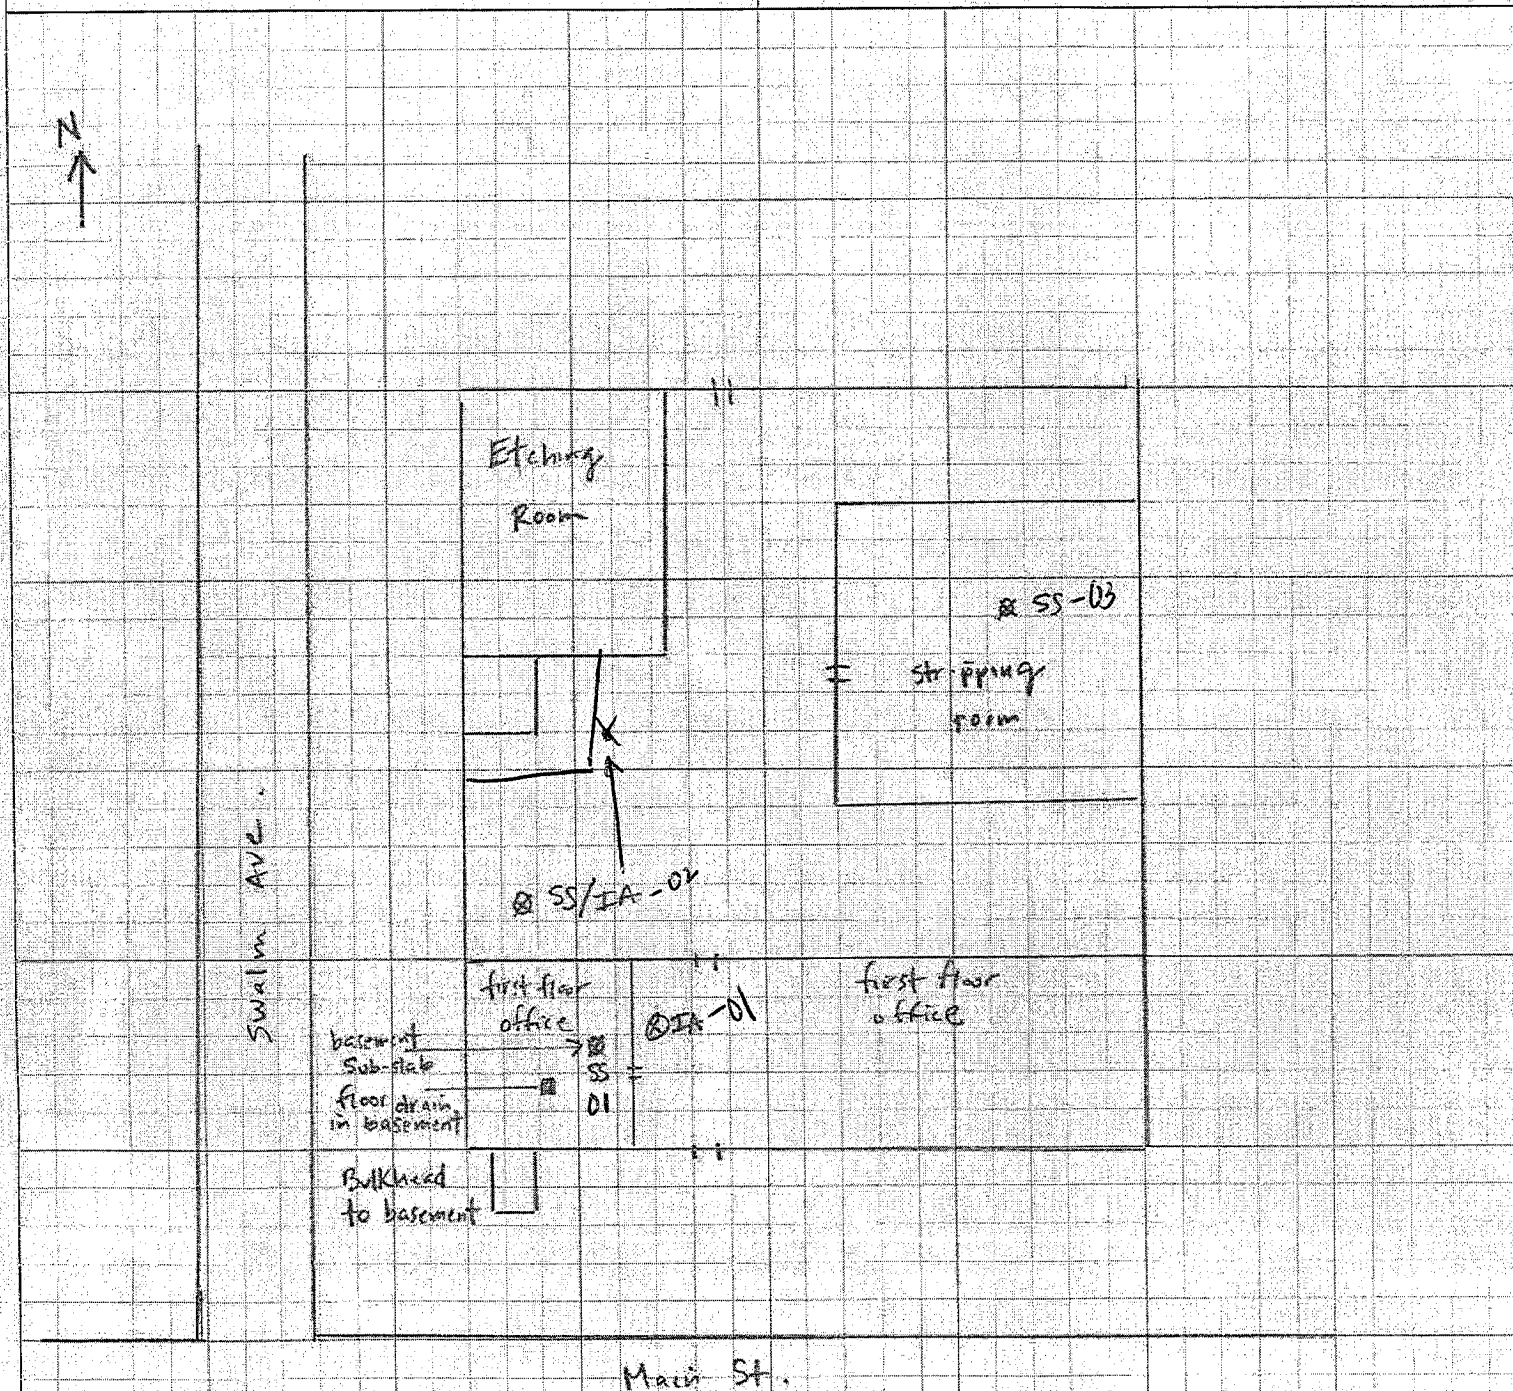 N
Etching
Room
SS-03
stripping
room
SS/IA-02
Swalm Ave.
first floor
office
IA-01
first floor
office
basement
Sub-slab
SS
01
floor drain
in basement
Bulkhead
to basement
Main St.